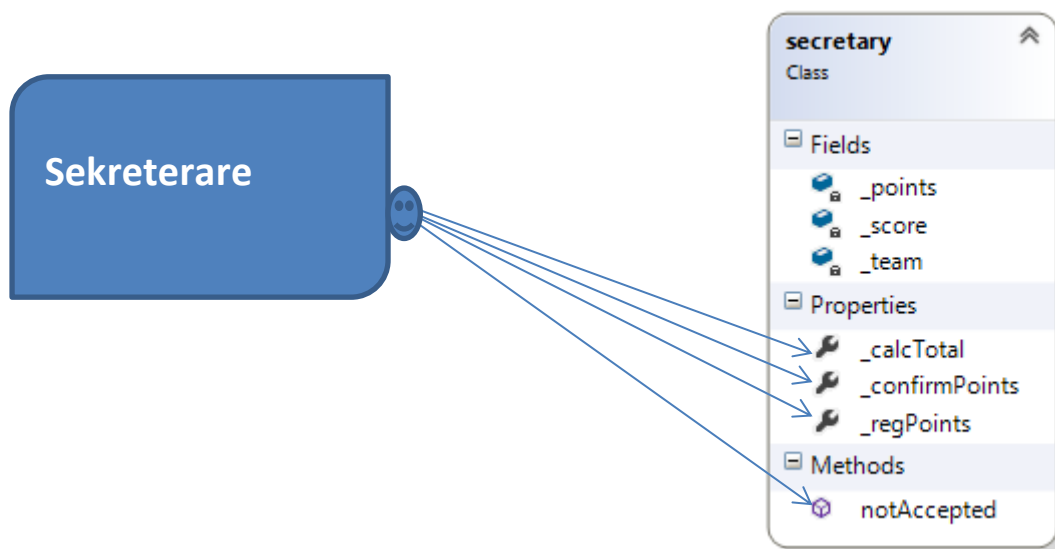 Sekreterare
secretary
Class
Fields
_points
_score
_team
Properties
_calcTotal
_confirmPoints
_regPoints
Methods
notAccepted